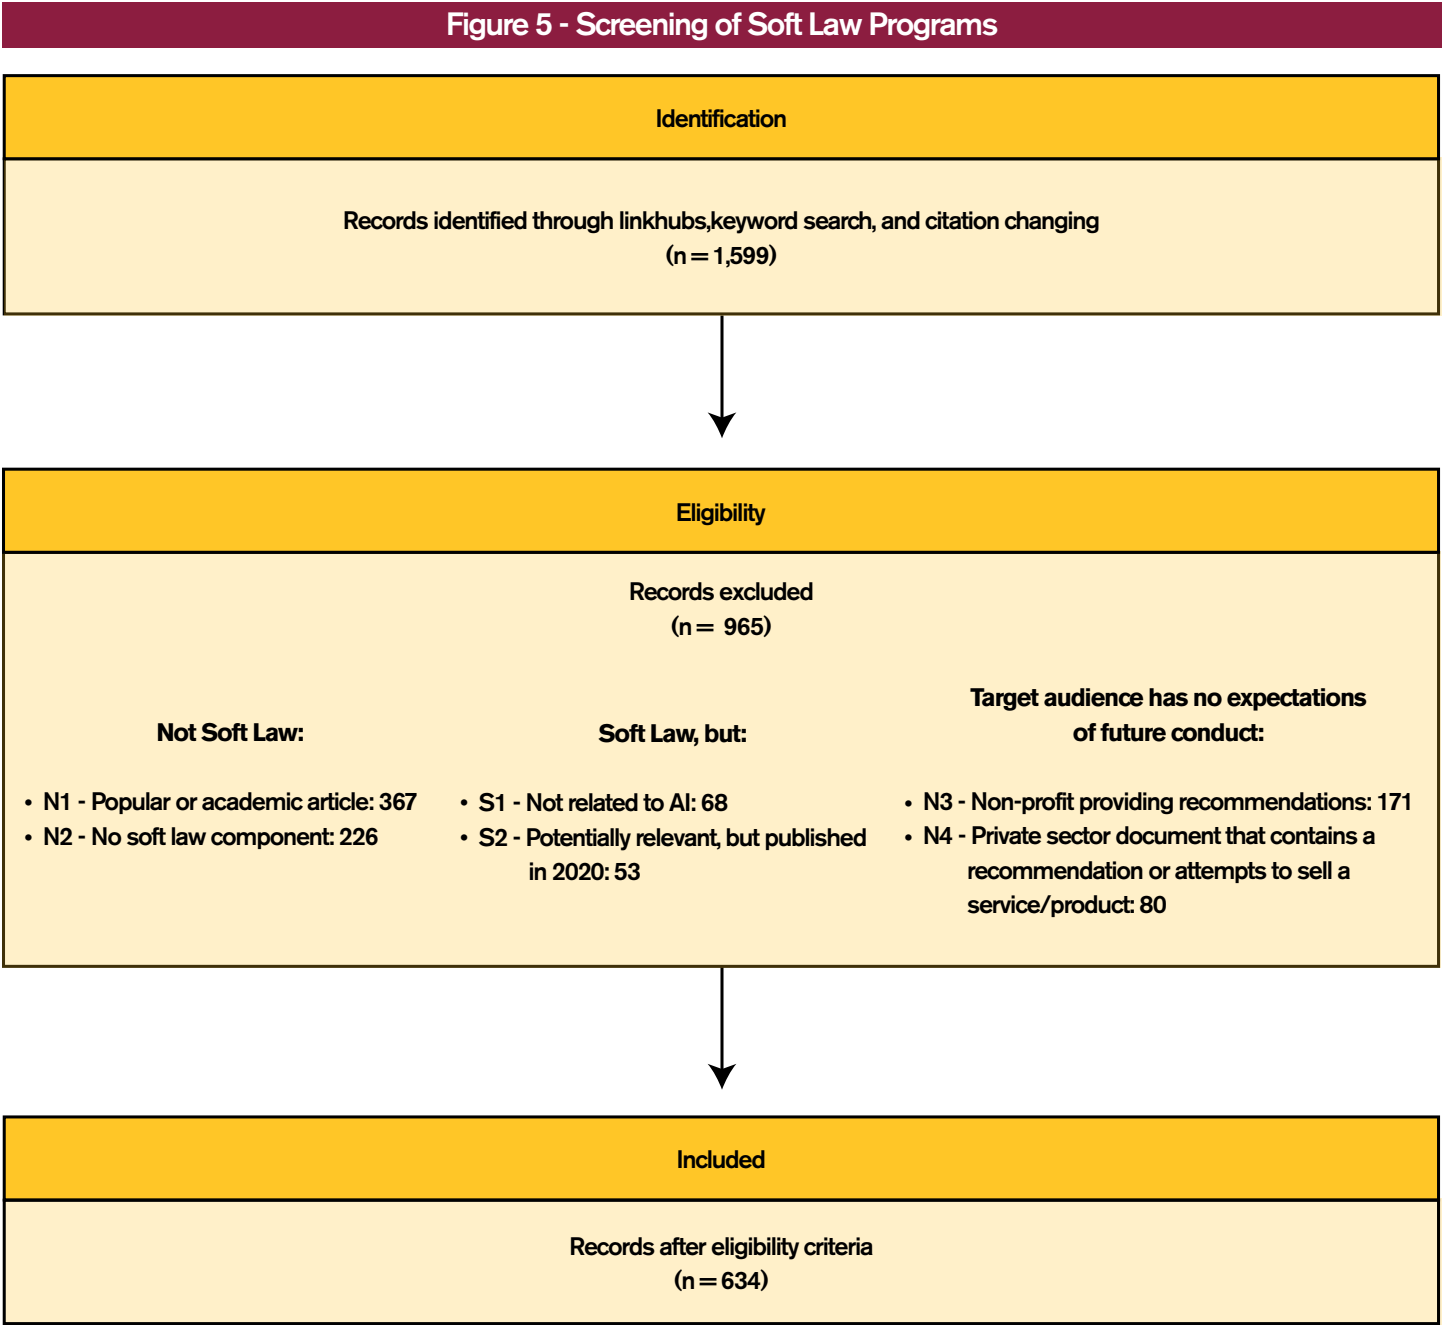 Figure 5 - Screening of Soft Law Programs
Identification
Records identified through linkhubs,keyword search, and citation changing
(n = 1,599)
Eligibility
Records excluded
(n = 965)
Not Soft Law:
• N1 - Popular or academic article: 367
• N2 - No soft law component: 226
Soft Law, but:
• S1 - Not related to AI: 68
• S2 - Potentially relevant, but published
in 2020: 53
Target audience has no expectations
of future conduct:
• N3 - Non-profit providing recommendations: 171
• N4 - Private sector document that contains a
recommendation or attempts to sell a
service/product: 80
Included
Records after eligibility criteria
(n = 634)